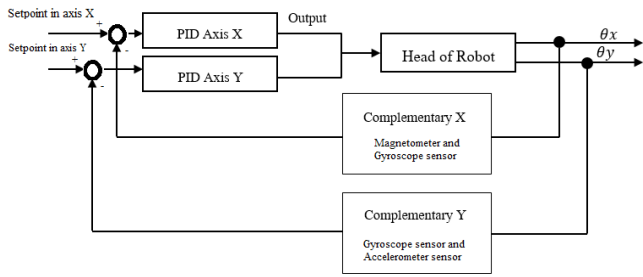 Setpoint in axis X
+
-
PID Axis X
Output
Setpoint in axis Y
+
-
PID Axis Y
Head of Robot
θx
θy
Complementary X
Magnetometer and
Gyroscope sensor
Complementary Y
Gyroscope sensor and
Accelerometer sensor